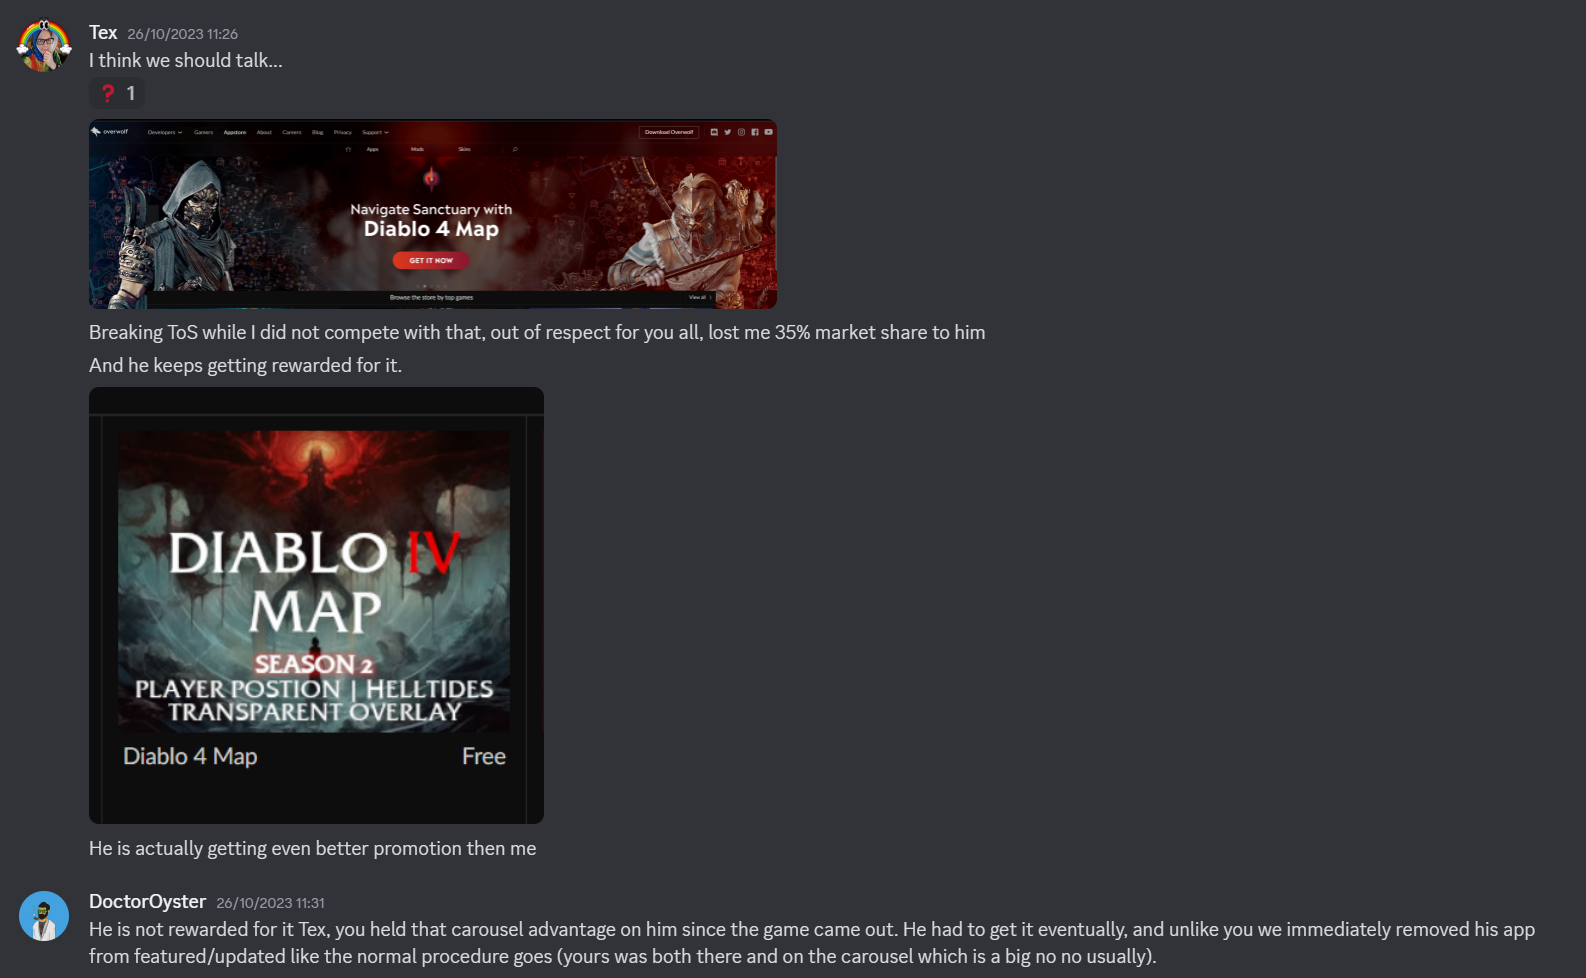 Tex 26/10/2023 11:26
I think we should talk...
❓ 1
overwolf Developers Gamers Appstore About Careers Blog Privacy Support Download Overwolf
Apps Mods Skins
Navigate Sanctuary with
Diablo 4 Map
GET IT NOW
Browse the store by top games View all
Breaking ToS while I did not compete with that, out of respect for you all, lost me 35% market share to him
And he keeps getting rewarded for it.
DIABLO IV
MAP
SEASON 2
PLAYER POSTION | HELLTIDES
TRANSPARENT OVERLAY
Diablo 4 Map Free
He is actually getting even better promotion then me
DoctorOyster 26/10/2023 11:31
He is not rewarded for it Tex, you held that carousel advantage on him since the game came out. He had to get it eventually, and unlike you we immediately removed his app
from featured/updated like the normal procedure goes (yours was both there and on the carousel which is a big no no usually).